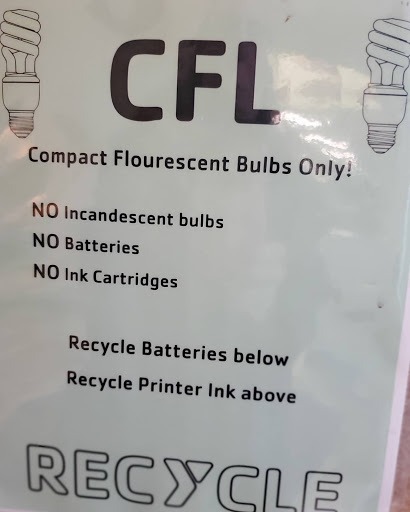 CFL
Compact Flourescent Bulbs Only!
NO Incandescent bulbs
NO Batteries
NO Ink Cartridges
Recycle Batteries below
Recycle Printer Ink above
RECYCLE